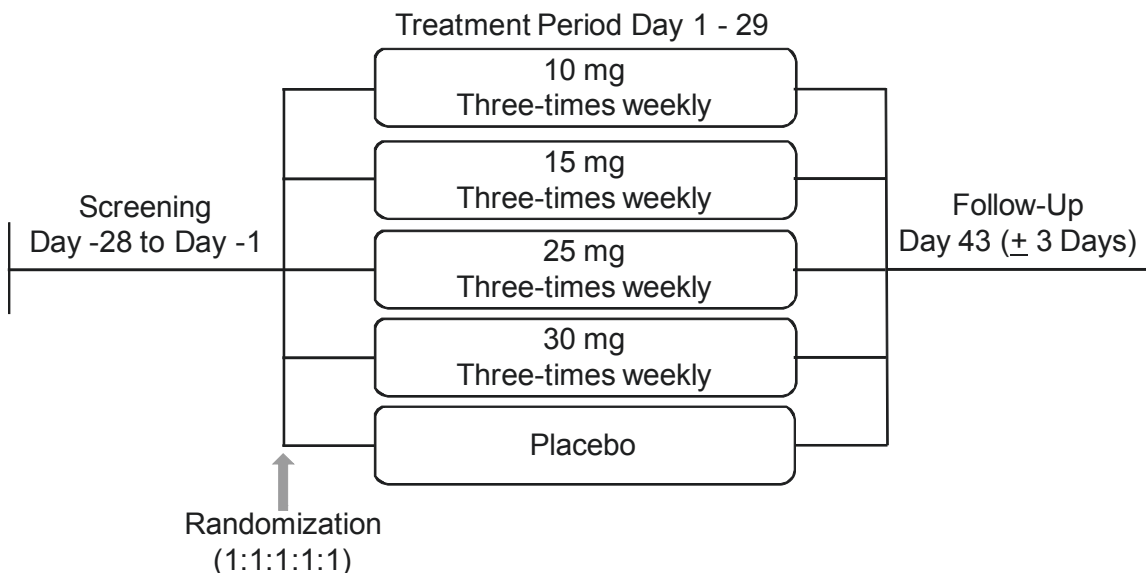 Treatment Period Day 1 - 29
10 mg
Three-times weekly
15 mg
Three-times weekly
Screening
Day -28 to Day -1
25 mg
Three-times weekly
Follow-Up
Day 43 (± 3 Days)
30 mg
Three-times weekly
Placebo
Randomization
(1:1:1:1:1)